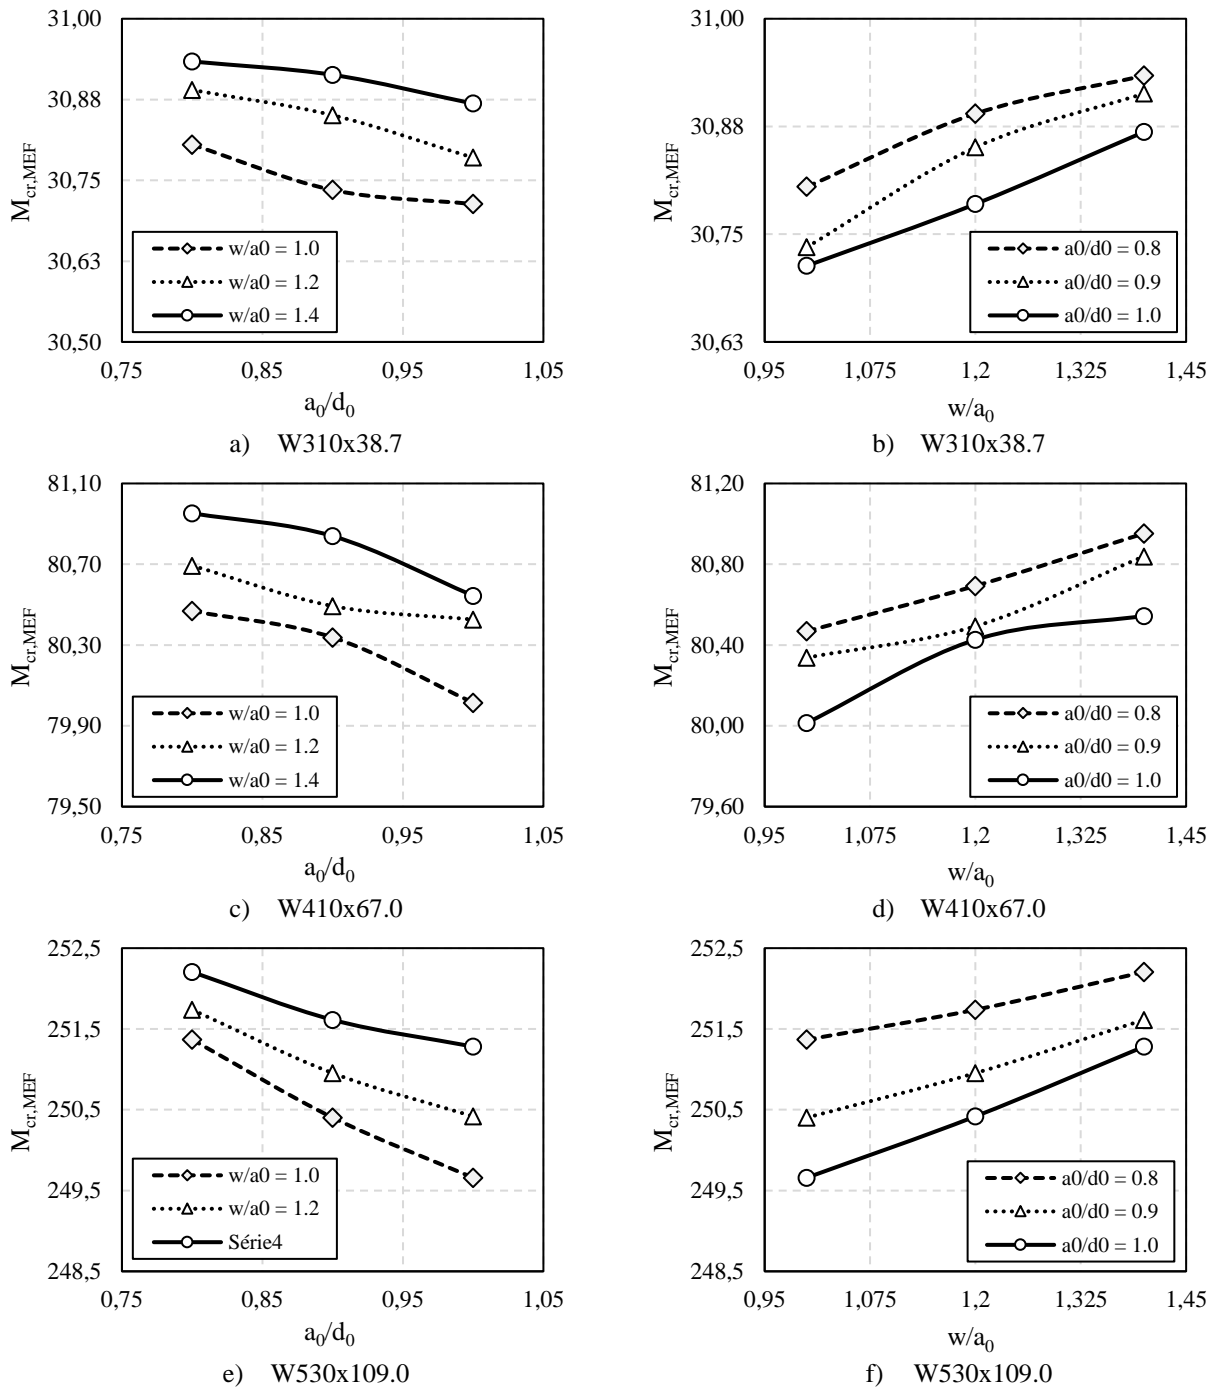 31,00
30,88
30,75
30,63
30,50
M_cr,MEF
w/a0 = 1.0
w/a0 = 1.2
w/a0 = 1.4
0,75 0,85 0,95 1,05
a_0/d_0
a) W310x38.7
31,00
30,88
30,75
30,63
M_cr,MEF
a0/d0 = 0.8
a0/d0 = 0.9
a0/d0 = 1.0
0,95 1,075 1,2 1,325 1,45
w/a_0
b) W310x38.7
81,10
80,70
80,30
79,90
79,50
M_cr,MEF
w/a0 = 1.0
w/a0 = 1.2
w/a0 = 1.4
0,75 0,85 0,95 1,05
a_0/d_0
c) W410x67.0
81,20
80,80
80,40
80,00
79,60
M_cr,MEF
a0/d0 = 0.8
a0/d0 = 0.9
a0/d0 = 1.0
0,95 1,075 1,2 1,325 1,45
w/a_0
d) W410x67.0
252,5
251,5
250,5
249,5
248,5
M_cr,MEF
w/a0 = 1.0
w/a0 = 1.2
Série4
0,75 0,85 0,95 1,05
a_0/d_0
e) W530x109.0
252,5
251,5
250,5
249,5
248,5
M_cr,MEF
a0/d0 = 0.8
a0/d0 = 0.9
a0/d0 = 1.0
0,95 1,075 1,2 1,325 1,45
w/a_0
f) W530x109.0